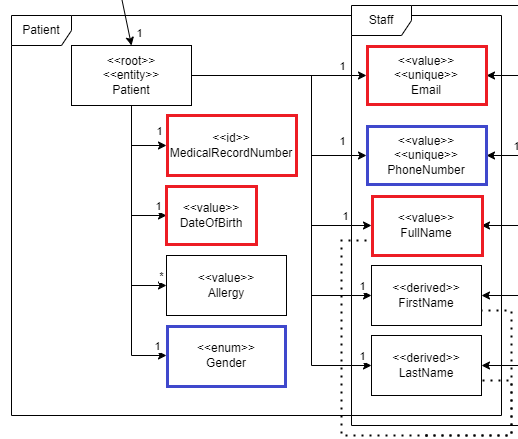 Patient
Staff
1
<<root>>
<<entity>>
Patient
1
<<value>>
<<unique>>
Email
1
<<id>>
MedicalRecordNumber
1
<<value>>
<<unique>>
PhoneNumber
1
1
<<value>>
DateOfBirth
1
<<value>>
FullName
*
<<value>>
Allergy
1
<<derived>>
FirstName
1
<<enum>>
Gender
1
<<derived>>
LastName